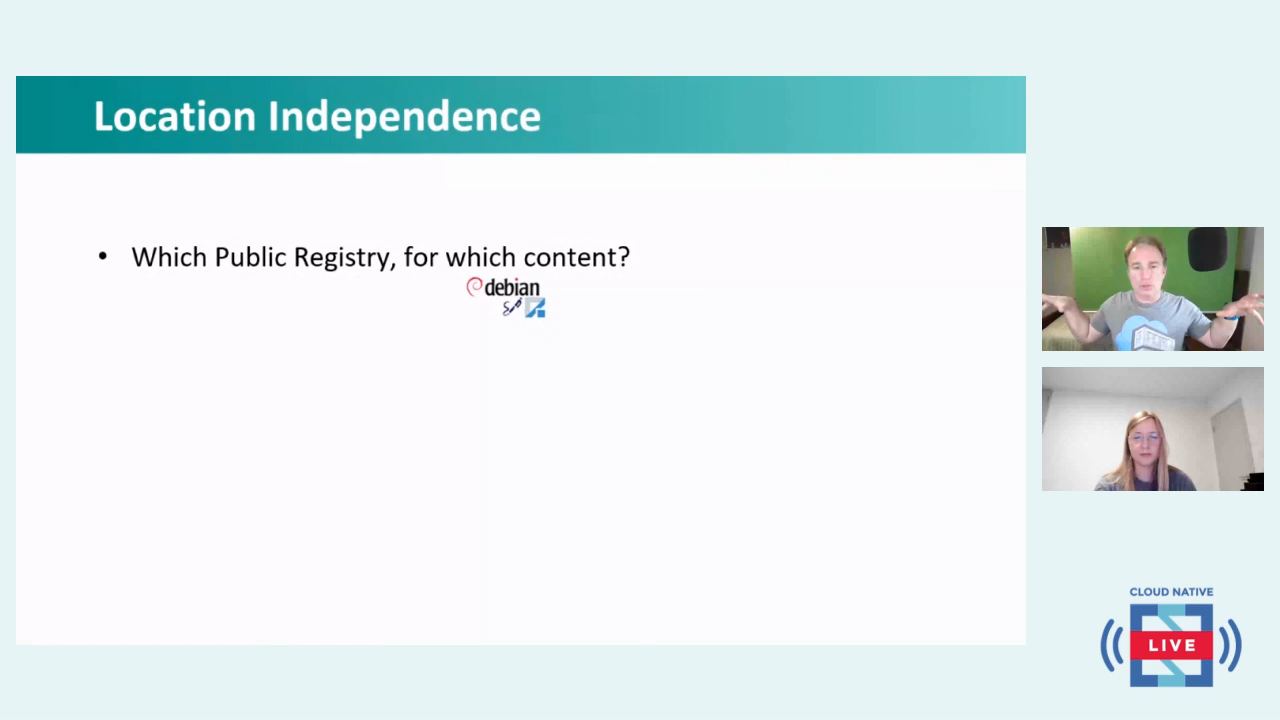 Location Independence
• Which Public Registry, for which content?
debian
CLOUD NATIVE
LIVE